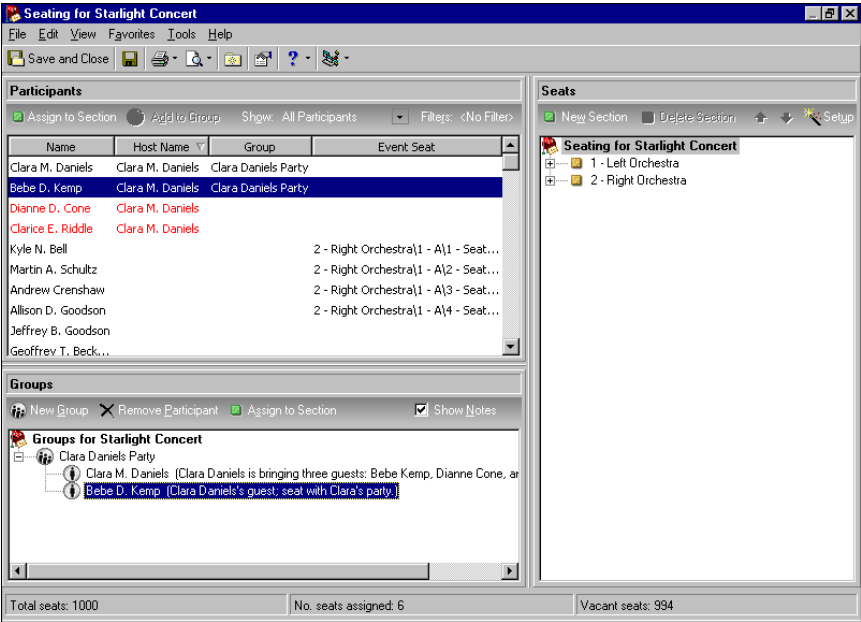 Seating for Starlight Concert
File Edit View Favorites Tools Help
Save and Close
Participants
Assign to Section Add to Group Show: All Participants Filters: <No Filter>
Name Host Name Group Event Seat
Clara M. Daniels Clara M. Daniels Clara Daniels Party
Bebe D. Kemp Clara M. Daniels Clara Daniels Party
Dianne D. Cone Clara M. Daniels
Clarice E. Riddle Clara M. Daniels
Kyle N. Bell 2 - Right Orchestra\1 - A\1 - Seat...
Martin A. Schultz 2 - Right Orchestra\1 - A\2 - Seat...
Andrew Crenshaw 2 - Right Orchestra\1 - A\3 - Seat...
Allison D. Goodson 2 - Right Orchestra\1 - A\4 - Seat...
Jeffrey B. Goodson
Geoffrey T. Beck...
Groups
New Group Remove Participant Assign to Section Show Notes
Groups for Starlight Concert
Clara Daniels Party
Clara M. Daniels (Clara Daniels is bringing three guests: Bebe Kemp, Dianne Cone, ar
Bebe D. Kemp (Clara Daniels's guest; seat with Clara's party.)
Seats
New Section Delete Section Setup
Seating for Starlight Concert
1 - Left Orchestra
2 - Right Orchestra
Total seats: 1000 No. seats assigned: 6 Vacant seats: 994